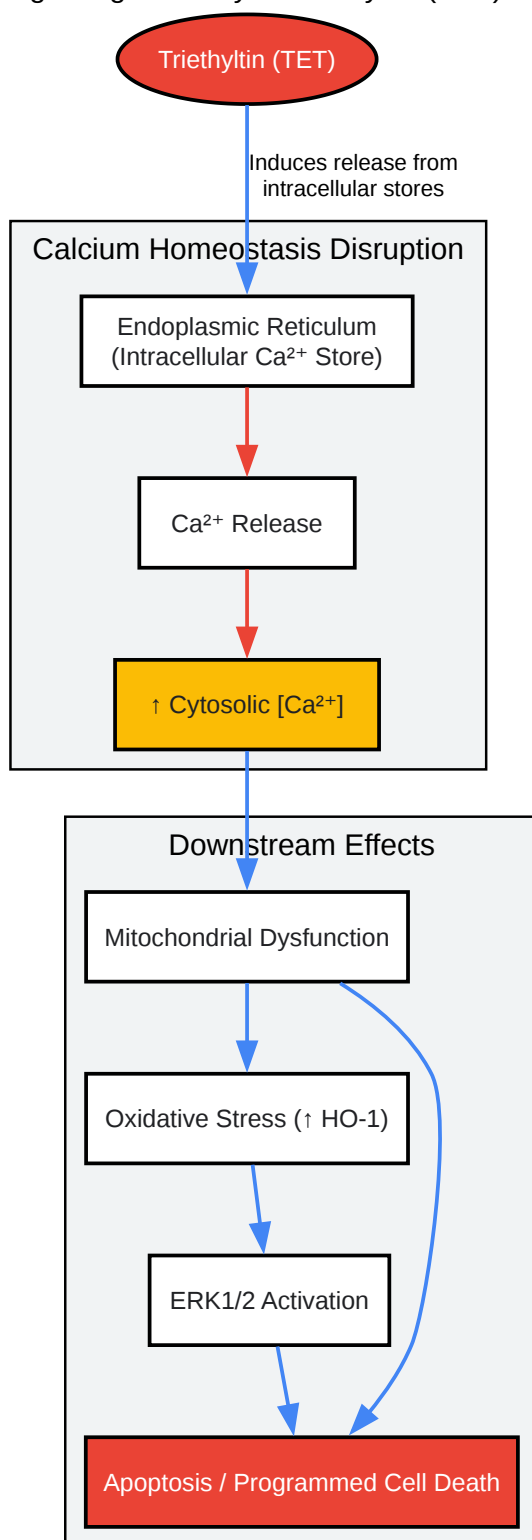 Triethyltin (TET)
Induces release from
intracellular stores
Calcium Homeostasis Disruption
Endoplasmic Reticulum
(Intracellular Ca²⁺ Store)
Ca²⁺ Release
↑ Cytosolic [Ca²⁺]
Downstream Effects
Mitochondrial Dysfunction
Oxidative Stress (↑ HO-1)
ERK1/2 Activation
Apoptosis / Programmed Cell Death